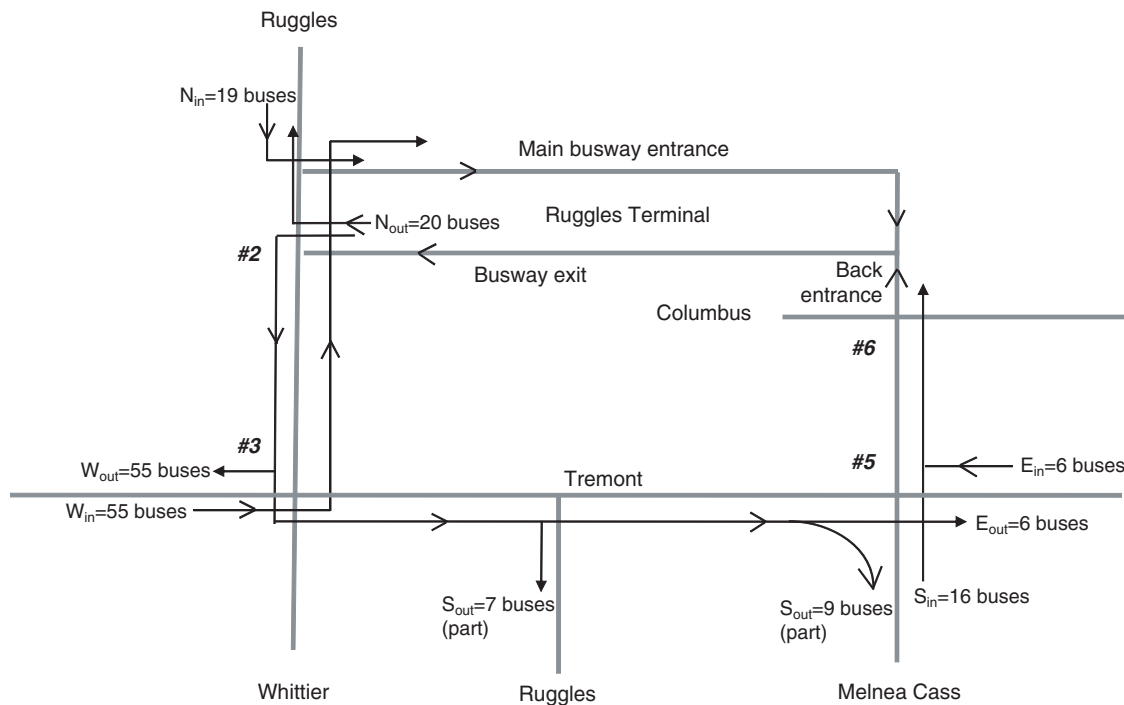 Ruggles
N_in=19 buses
Main busway entrance
N_out=20 buses
Ruggles Terminal
#2
Busway exit
Back
entrance
Columbus
#6
#3
#5
W_out=55 buses
Tremont
E_in=6 buses
W_in=55 buses
E_out=6 buses
S_out=7 buses
(part)
S_out=9 buses
(part)
S_in=16 buses
Whittier
Ruggles
Melnea Cass